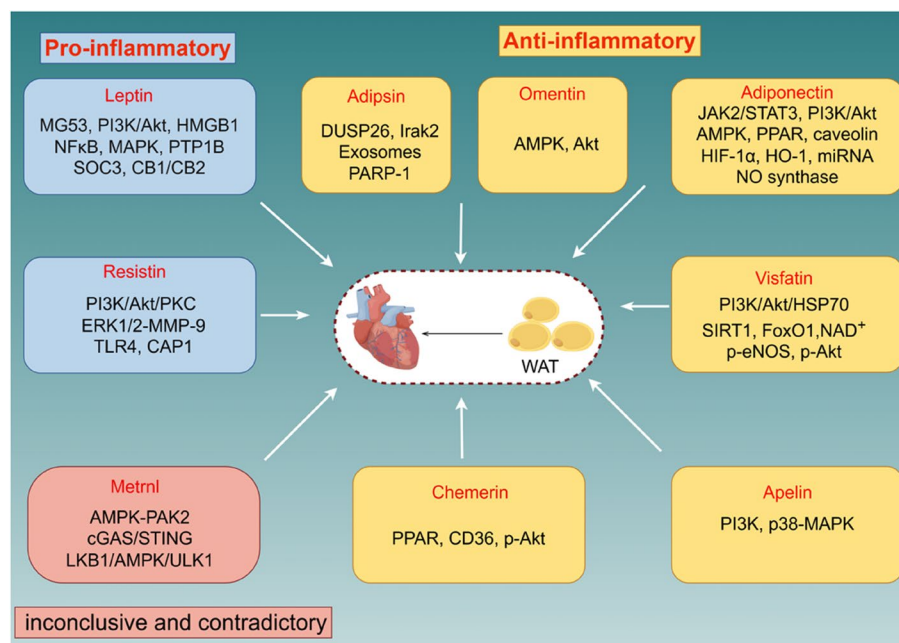 Pro-inflammatory
Anti-inflammatory
Leptin
MG53, PI3K/Akt, HMGB1
NFκB, MAPK, PTP1B
SOC3, CB1/CB2
Adipsin
DUSP26, Irak2
Exosomes
PARP-1
Omentin
AMPK, Akt
Adiponectin
JAK2/STAT3, PI3K/Akt
AMPK, PPAR, caveolin
HIF-1α, HO-1, miRNA
NO synthase
Resistin
PI3K/Akt/PKC
ERK1/2-MMP-9
TLR4, CAP1
WAT
Visfatin
PI3K/Akt/HSP70
SIRT1, FoxO1,NAD⁺
p-eNOS, p-Akt
Metrnl
AMPK-PAK2
cGAS/STING
LKB1/AMPK/ULK1
Chemerin
PPAR, CD36, p-Akt
Apelin
PI3K, p38-MAPK
inconclusive and contradictory